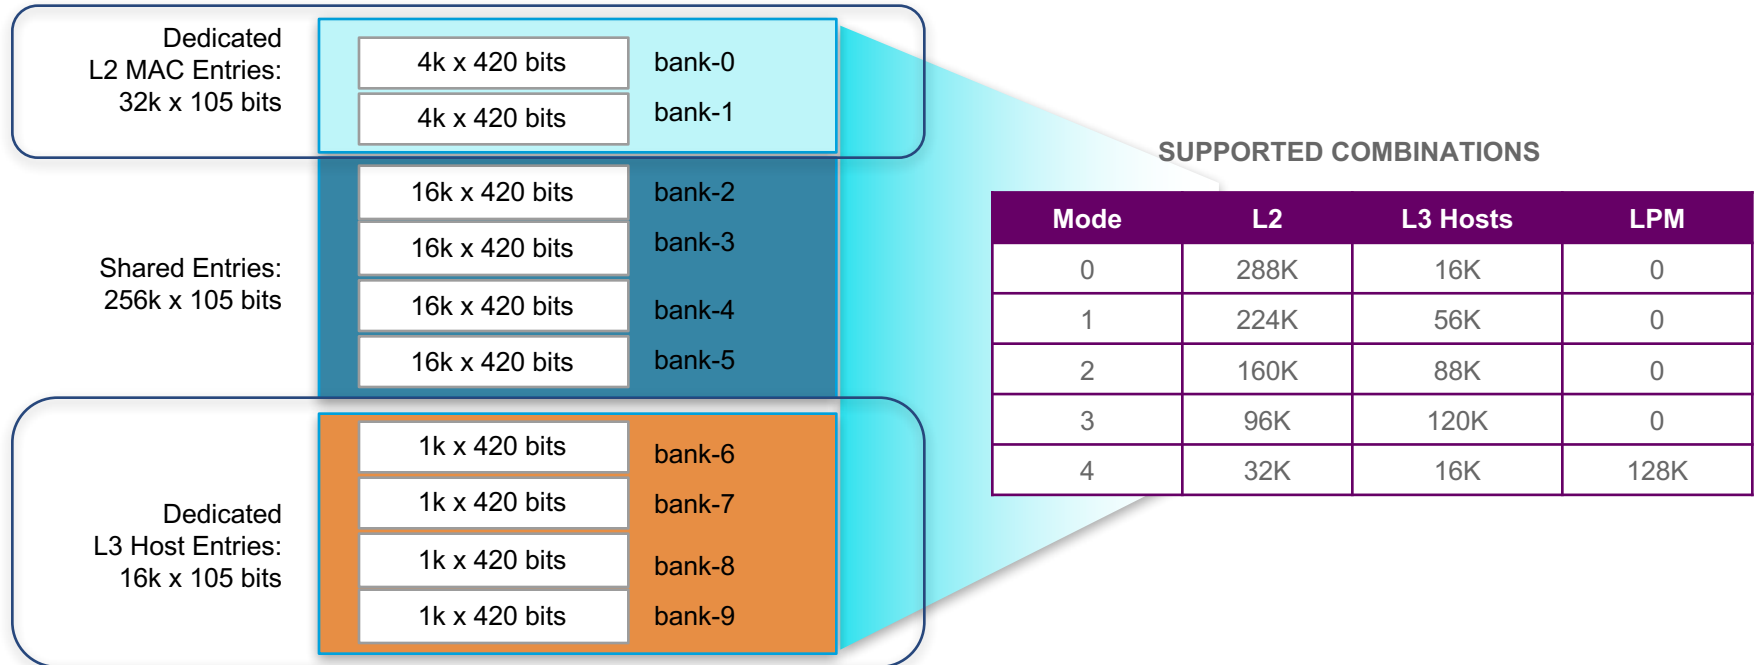 Dedicated
L2 MAC Entries:
32k x 105 bits
4k x 420 bits bank-0
4k x 420 bits bank-1
Shared Entries:
256k x 105 bits
16k x 420 bits bank-2
16k x 420 bits bank-3
16k x 420 bits bank-4
16k x 420 bits bank-5
Dedicated
L3 Host Entries:
16k x 105 bits
1k x 420 bits bank-6
1k x 420 bits bank-7
1k x 420 bits bank-8
1k x 420 bits bank-9
SUPPORTED COMBINATIONS
Mode L2 L3 Hosts LPM
0 288K 16K 0
1 224K 56K 0
2 160K 88K 0
3 96K 120K 0
4 32K 16K 128K